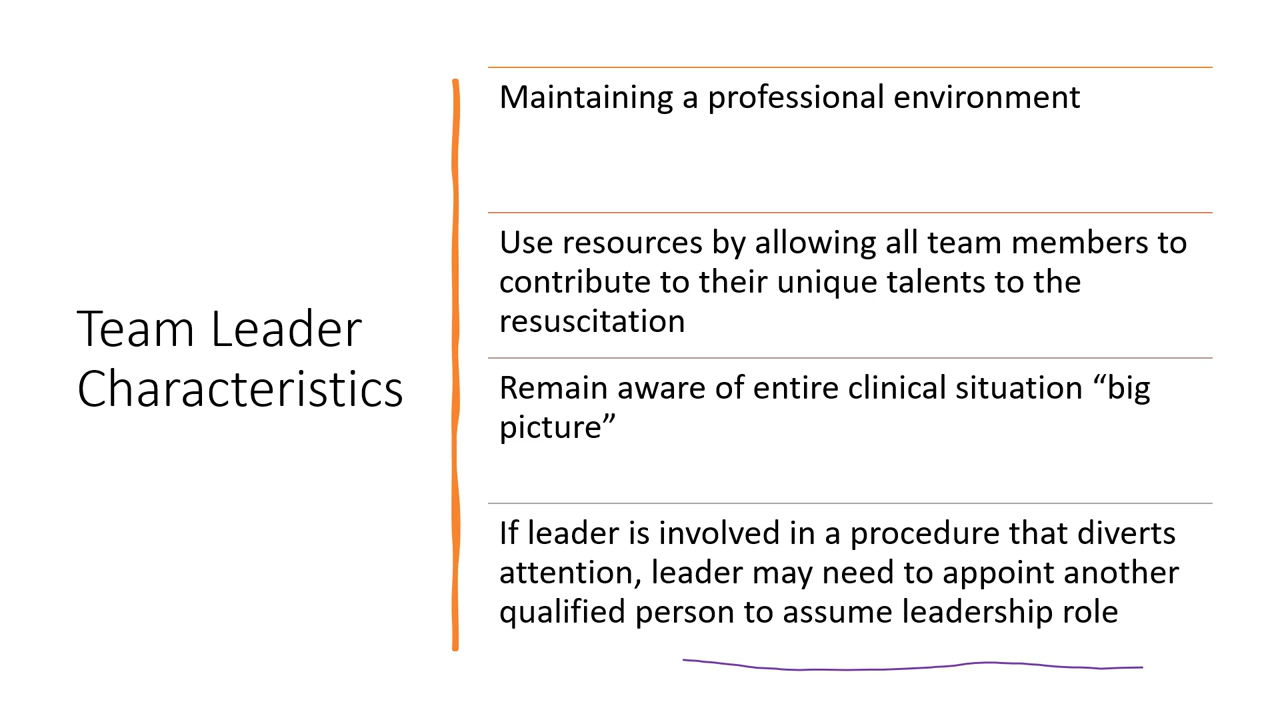 Team Leader
Characteristics
Maintaining a professional environment
Use resources by allowing all team members to
contribute to their unique talents to the
resuscitation
Remain aware of entire clinical situation “big
picture”
If leader is involved in a procedure that diverts
attention, leader may need to appoint another
qualified person to assume leadership role